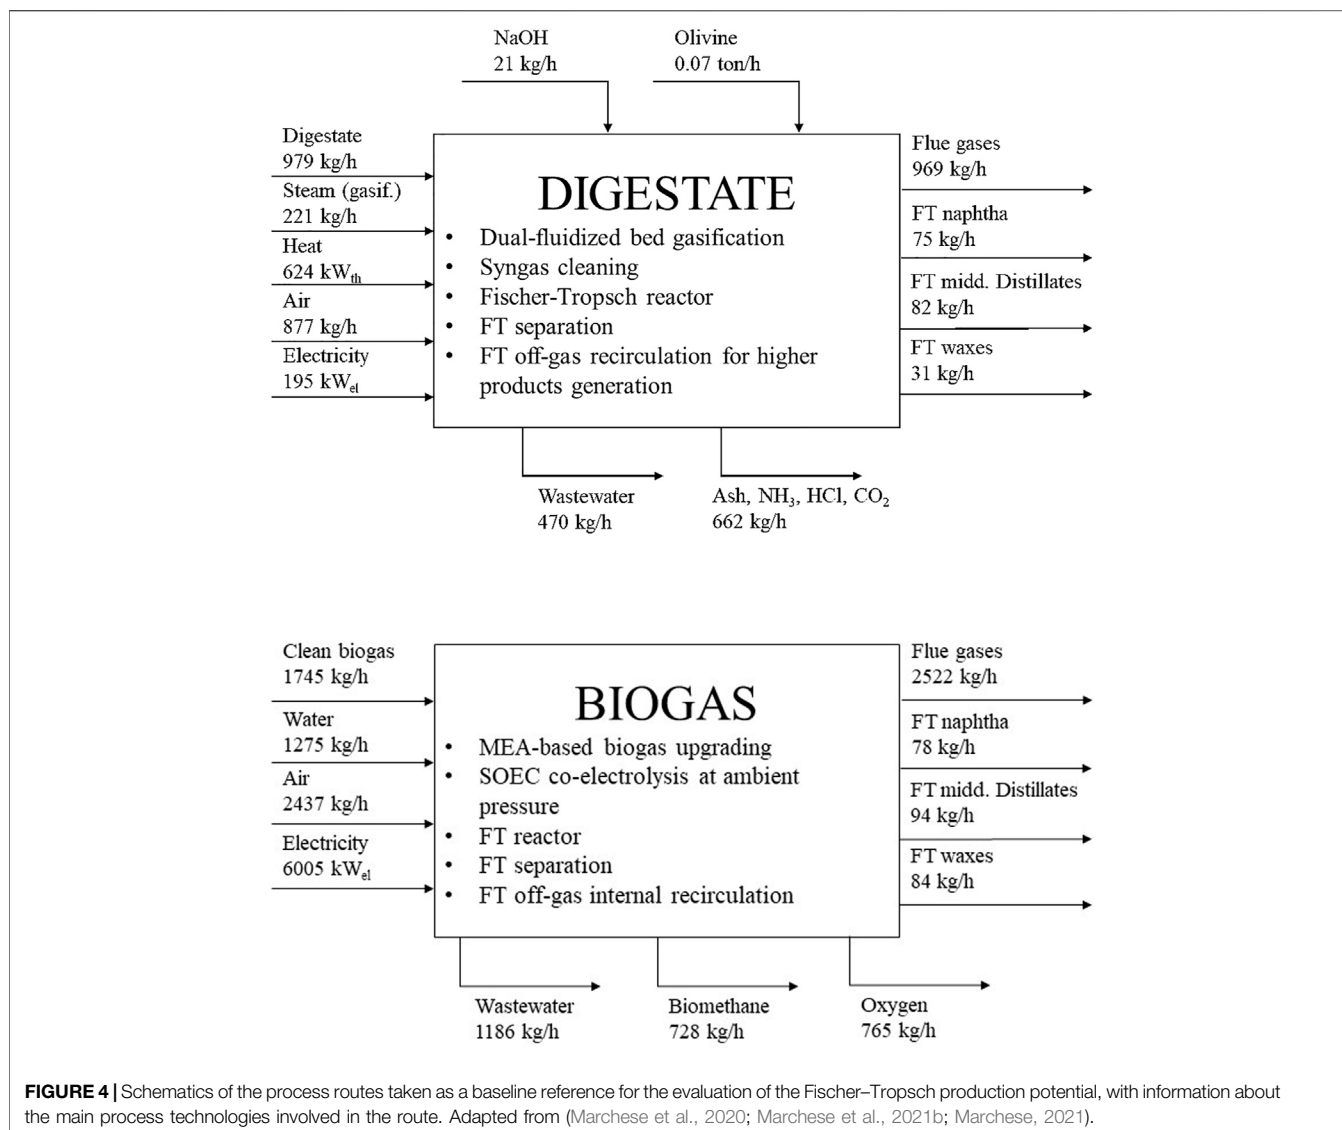 NaOH
21 kg/h
Olivine
0.07 ton/h
Digestate
979 kg/h
Steam (gasif.)
221 kg/h
Heat
624 kWth
Air
877 kg/h
Electricity
195 kWel
DIGESTATE
• Dual-fluidized bed gasification
• Syngas cleaning
• Fischer-Tropsch reactor
• FT separation
• FT off-gas recirculation for higher
products generation
Flue gases
969 kg/h
FT naphtha
75 kg/h
FT midd. Distillates
82 kg/h
FT waxes
31 kg/h
Wastewater
470 kg/h
Ash, NH3, HCl, CO2
662 kg/h
Clean biogas
1745 kg/h
Water
1275 kg/h
Air
2437 kg/h
Electricity
6005 kWel
BIOGAS
• MEA-based biogas upgrading
• SOEC co-electrolysis at ambient
pressure
• FT reactor
• FT separation
• FT off-gas internal recirculation
Flue gases
2522 kg/h
FT naphtha
78 kg/h
FT midd. Distillates
94 kg/h
FT waxes
84 kg/h
Wastewater
1186 kg/h
Biomethane
728 kg/h
Oxygen
765 kg/h
FIGURE 4 | Schematics of the process routes taken as a baseline reference for the evaluation of the Fischer–Tropsch production potential, with information about
the main process technologies involved in the route. Adapted from (Marchese et al., 2020; Marchese et al., 2021b; Marchese, 2021).